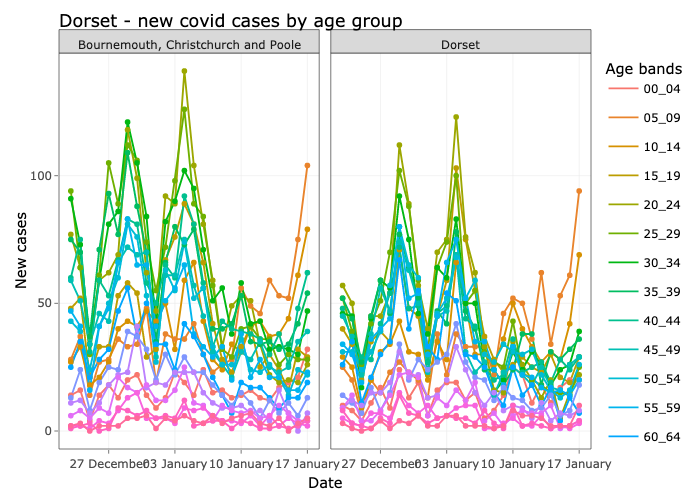 Dorset - new covid cases by age group
Bournemouth, Christchurch and Poole
Dorset
Age bands
00_04
05_09
10_14
15_19
20_24
25_29
30_34
35_39
40_44
45_49
50_54
55_59
60_64
New cases
100
50
0
27 December
03 January
10 January
17 January
27 December
03 January
10 January
17 January
Date